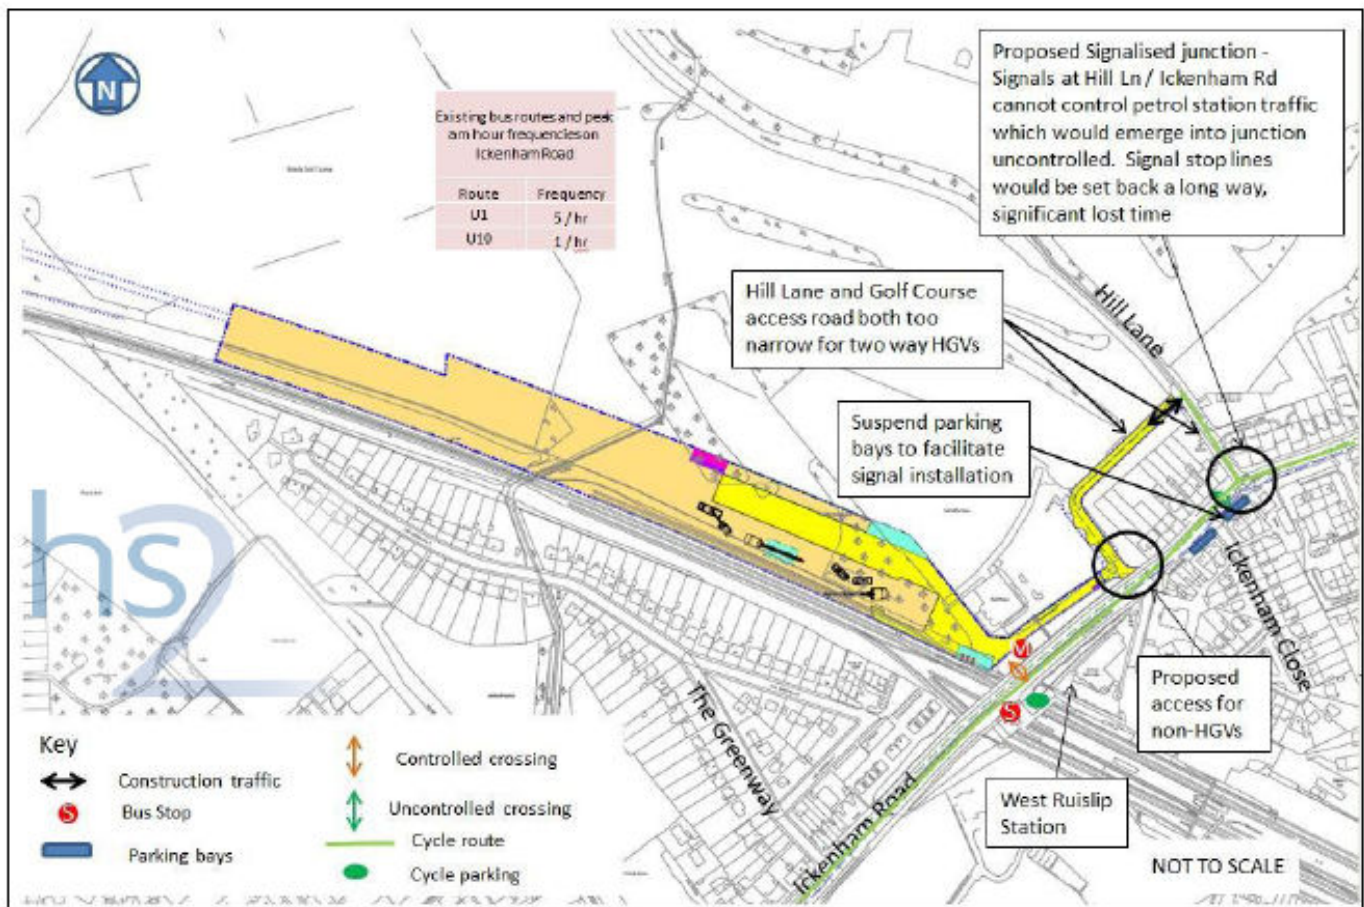 N
Existing bus routes and peak
am hour frequencies on
Ickenham Road
Route Frequency
U1 5 / hr
U10 1 / hr
Proposed Signalised junction -
Signals at Hill Ln / Ickenham Rd
cannot control petrol station traffic
which would emerge into junction
uncontrolled. Signal stop lines
would be set back a long way,
significant lost time
Hill Lane and Golf Course
access road both too
narrow for two way HGVs
Hill Lane
Suspend parking
bays to facilitate
signal installation
Ickenham Close
hs2
M
S
Proposed
access for
non-HGVs
The Greenway
Ickenham Road
West Ruislip
Station
Key
Construction traffic
S Bus Stop
Parking bays
Controlled crossing
Uncontrolled crossing
Cycle route
Cycle parking
NOT TO SCALE